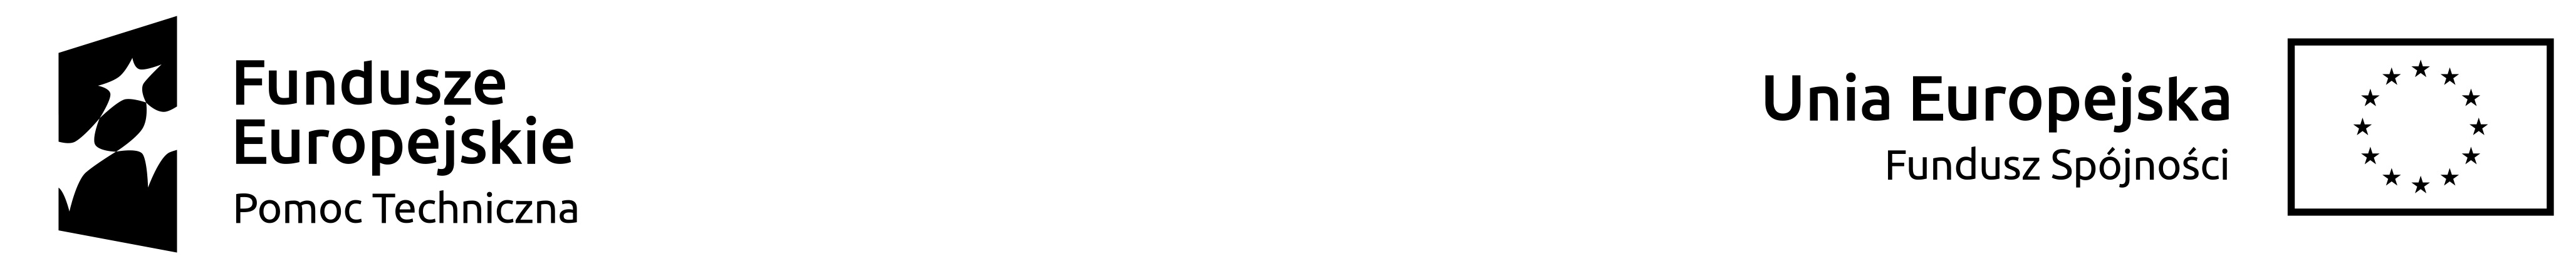 Fundusze
Europejskie
Pomoc Techniczna
Unia Europejska
Fundusz Spójności